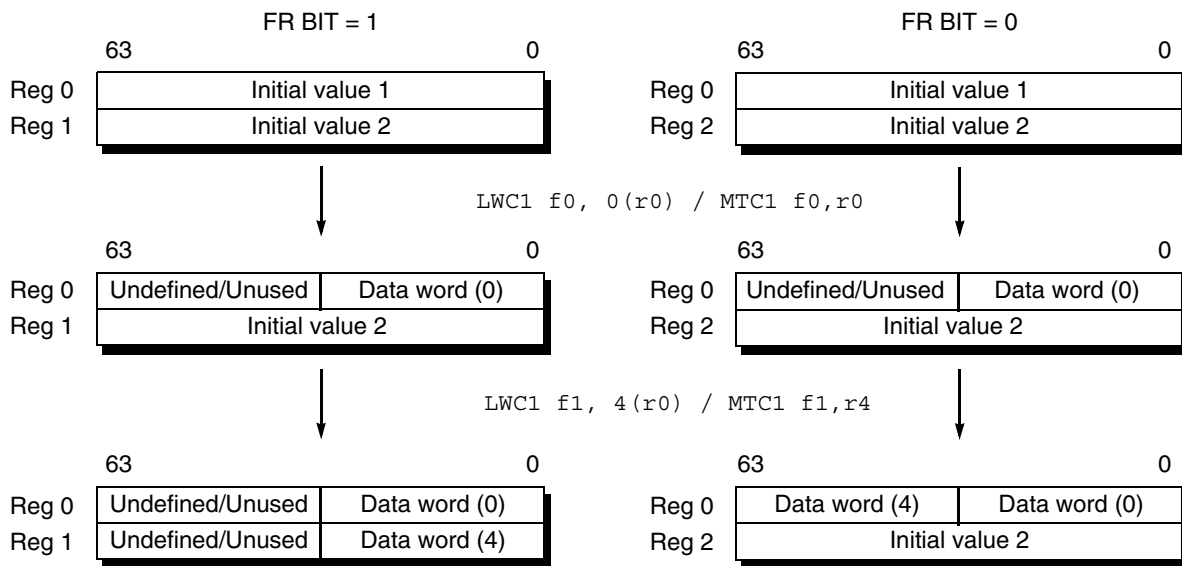 FR BIT = 1 FR BIT = 0
63 0 63 0
Reg 0 Initial value 1 Reg 0 Initial value 1
Reg 1 Initial value 2 Reg 2 Initial value 2
LWC1 f0, 0(r0) / MTC1 f0,r0
63 0 63 0
Reg 0 Undefined/Unused Data word (0) Reg 0 Undefined/Unused Data word (0)
Reg 1 Initial value 2 Reg 2 Initial value 2
LWC1 f1, 4(r0) / MTC1 f1,r4
63 0 63 0
Reg 0 Undefined/Unused Data word (0) Reg 0 Data word (4) Data word (0)
Reg 1 Undefined/Unused Data word (4) Reg 2 Initial value 2